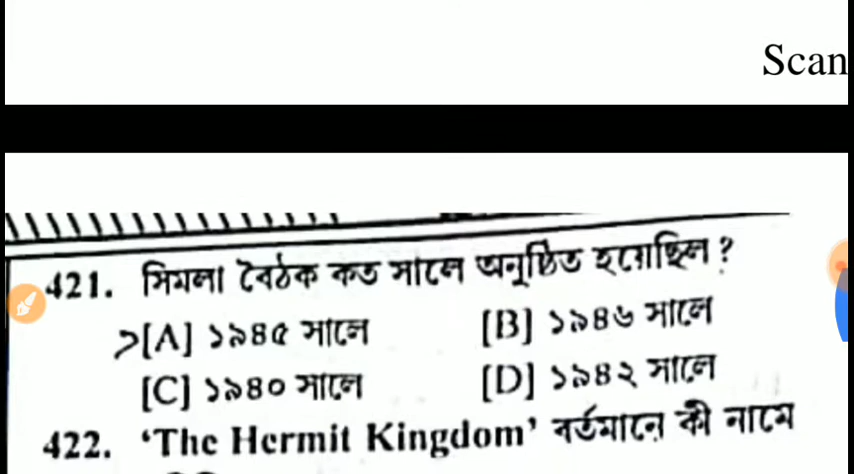 Scan
421. সিমলা বৈঠক কত সালে অনুষ্ঠিত হয়েছিল ?
[A] ১৯৪৫ সালে [B] ১৯৪৬ সালে
[C] ১৯৪০ সালে [D] ১৯৪২ সালে
422. ‘The Hermit Kingdom’ বর্তমানে কী নামে